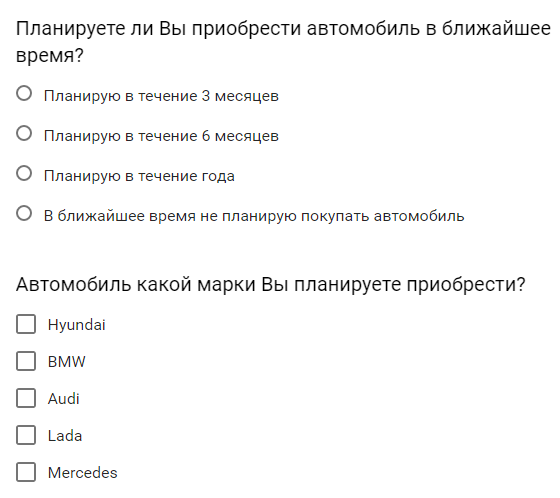 Планируете ли Вы приобрести автомобиль в ближайшее
время?
Планирую в течение 3 месяцев
Планирую в течение 6 месяцев
Планирую в течение года
В ближайшее время не планирую покупать автомобиль
Автомобиль какой марки Вы планируете приобрести?
Hyundai
BMW
Audi
Lada
Mercedes